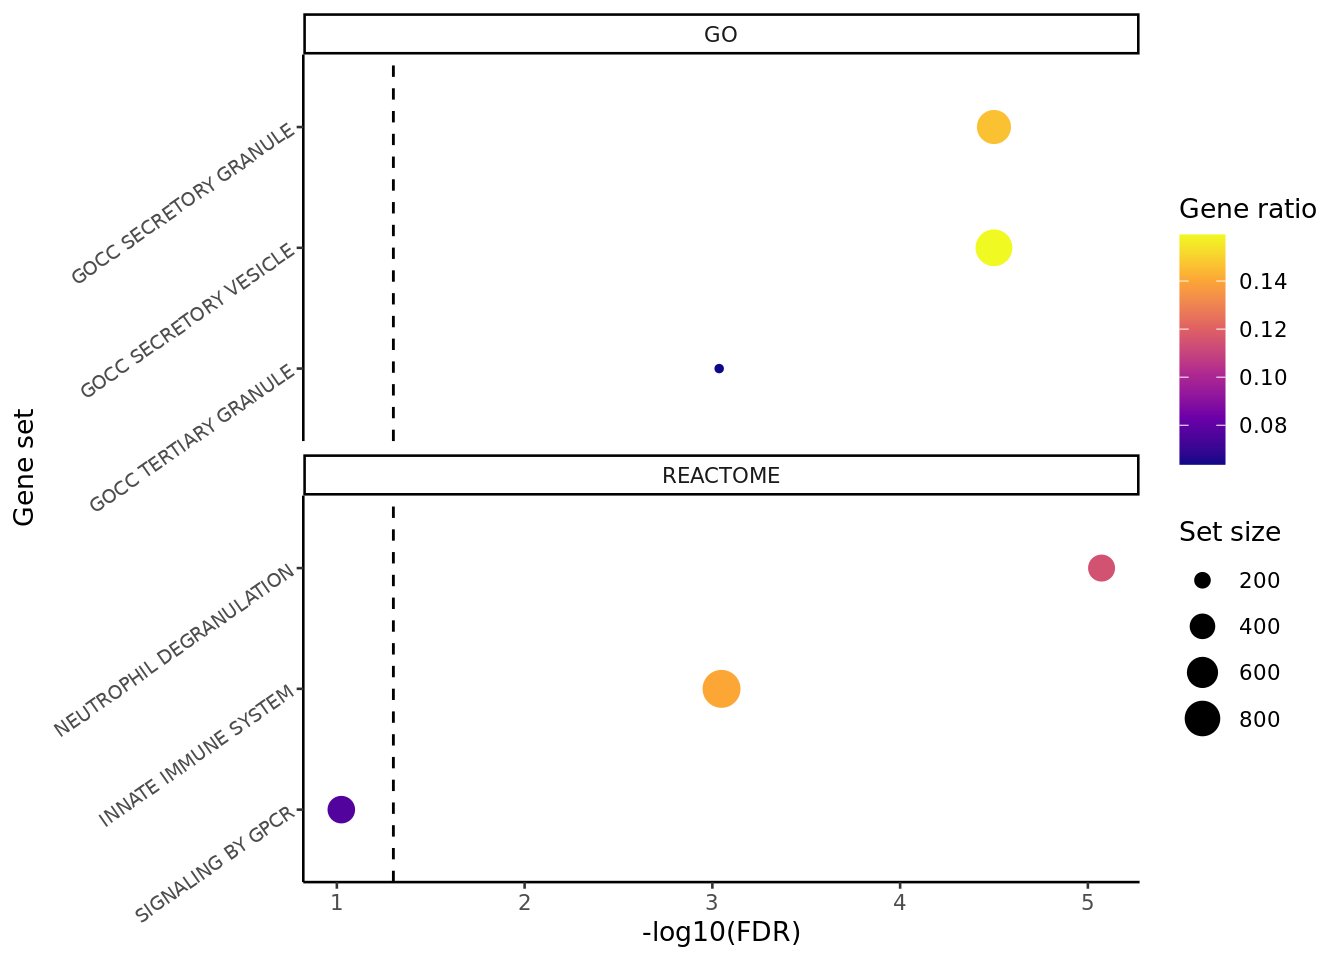 GO
GOCC SECRETORY GRANULE
GOCC SECRETORY VESICLE
GOCC TERTIARY GRANULE
Gene set
REACTOME
NEUTROPHIL DEGRANULATION
INNATE IMMUNE SYSTEM
SIGNALING BY GPCR
1 2 3 4 5
-log10(FDR)
Gene ratio
0.14
0.12
0.10
0.08
Set size
200
400
600
800